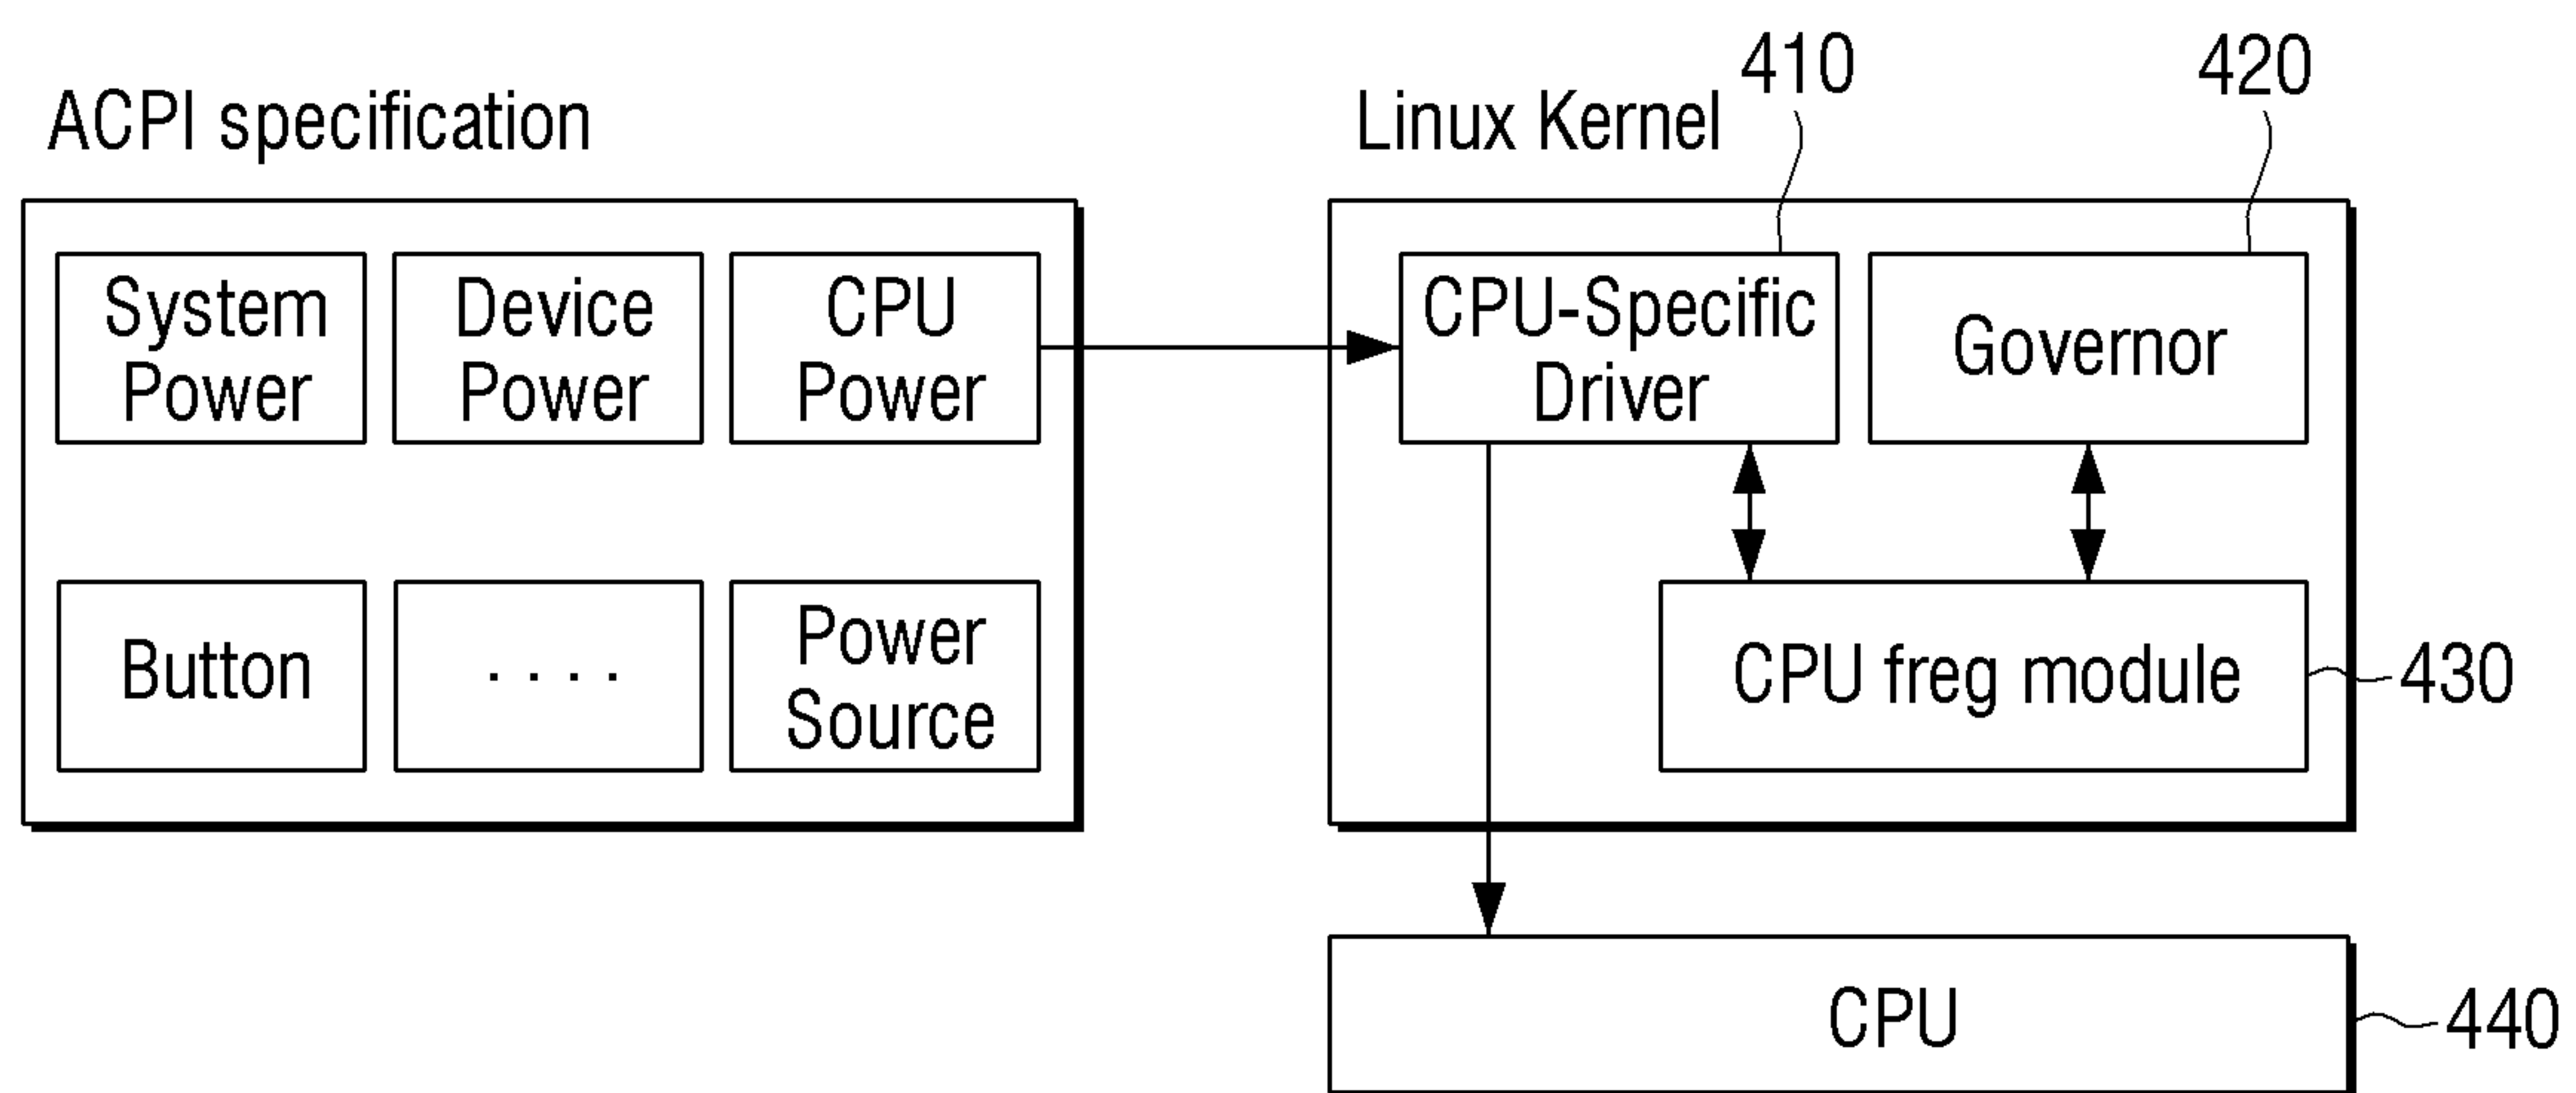 ACPI specification
Linux Kernel
410
420
System
Power
Device
Power
CPU
Power
CPU-Specific
Driver
Governor
Button
. . . .
Power
Source
CPU freg module
430
CPU
440